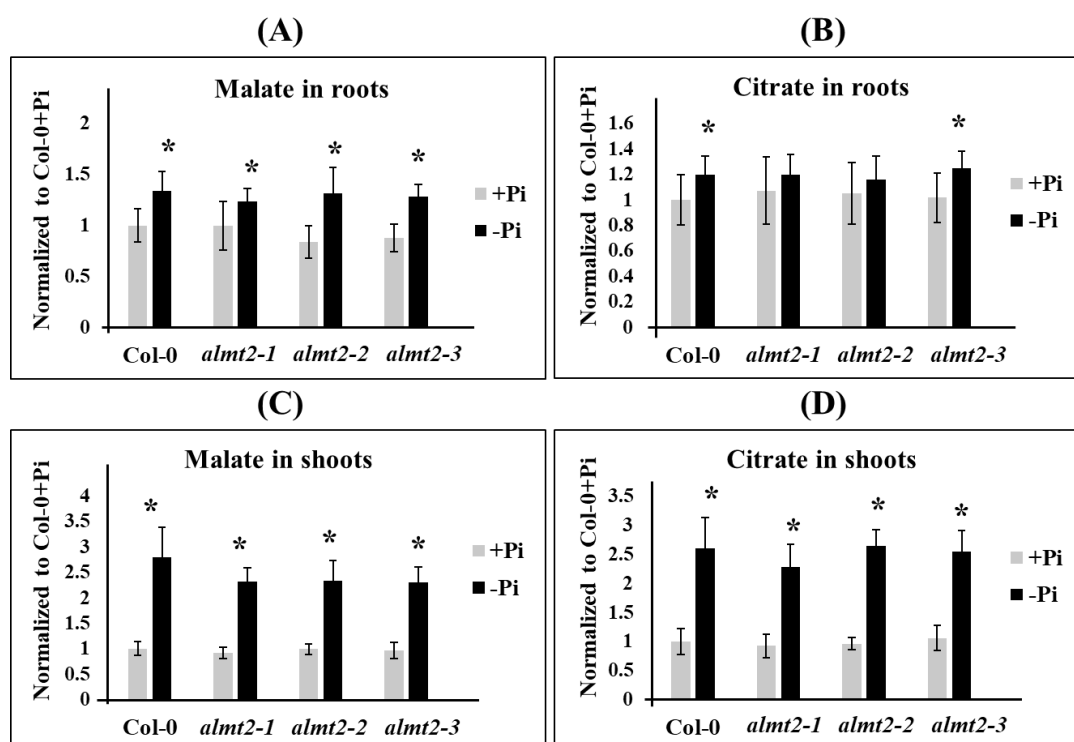 (A)
Malate in roots
Normalized to Col-0+Pi
2
1.5
1
0.5
0
*
*
*
*
+Pi
-Pi
Col-0 almt2-1 almt2-2 almt2-3
(B)
Citrate in roots
Normalized to Col-0+Pi
1.6
1.4
1.2
1
0.8
0.6
0.4
0.2
0
*
*
+Pi
-Pi
Col-0 almt2-1 almt2-2 almt2-3
(C)
Malate in shoots
Normalized to Col-0+Pi
4
3.5
3
2.5
2
1.5
1
0.5
0
*
*
*
*
+Pi
-Pi
Col-0 almt2-1 almt2-2 almt2-3
(D)
Citrate in shoots
Normalized to Col-0+Pi
3.5
3
2.5
2
1.5
1
0.5
0
*
*
*
*
+Pi
-Pi
Col-0 almt2-1 almt2-2 almt2-3